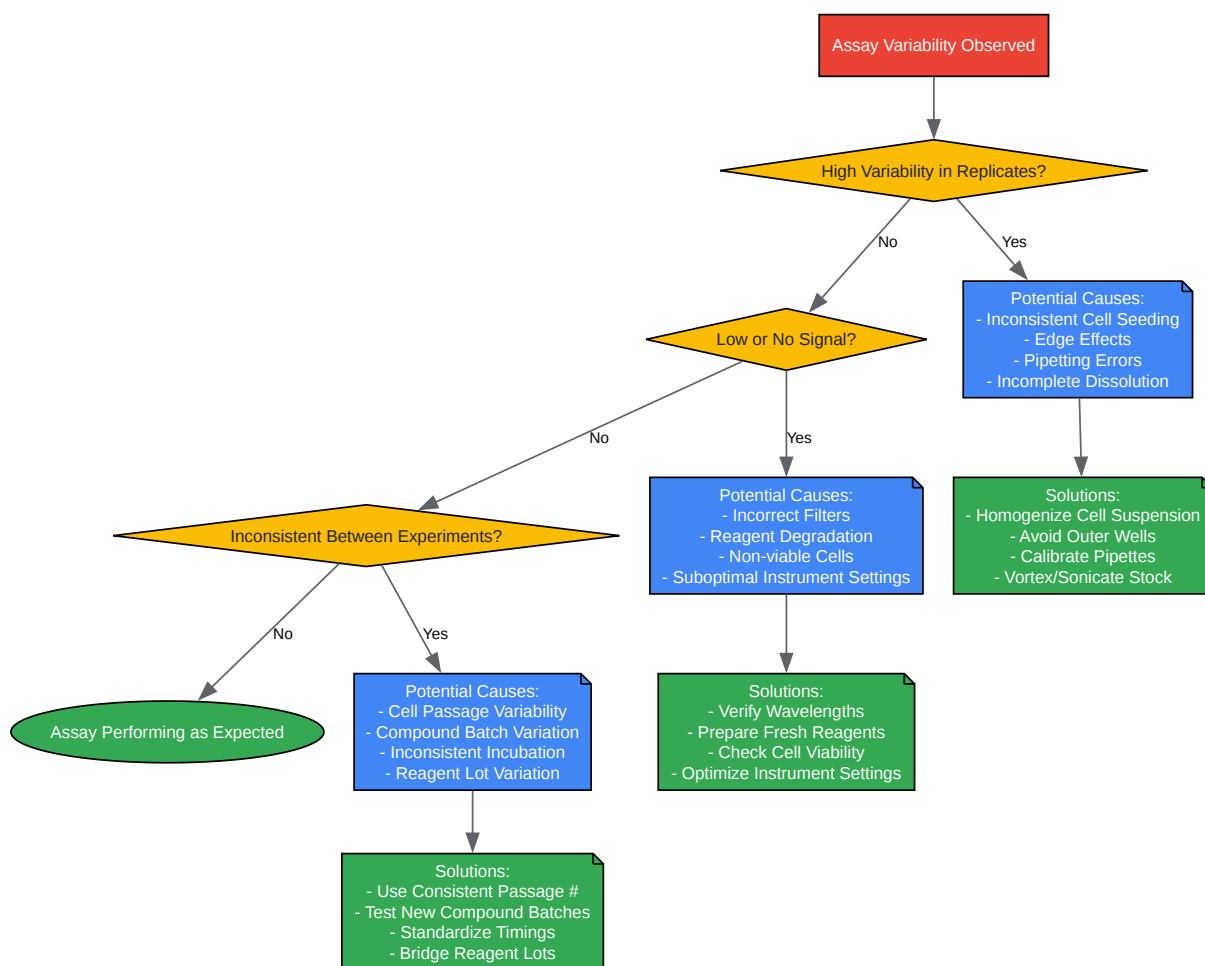 Assay Variability Observed
High Variability in Replicates?
No
Yes
Potential Causes:
- Inconsistent Cell Seeding
- Edge Effects
- Pipetting Errors
- Incomplete Dissolution
Low or No Signal?
No
Yes
Solutions:
- Homogenize Cell Suspension
- Avoid Outer Wells
- Calibrate Pipettes
- Vortex/Sonicate Stock
Potential Causes:
- Incorrect Filters
- Reagent Degradation
- Non-viable Cells
- Suboptimal Instrument Settings
Inconsistent Between Experiments?
No
Yes
Solutions:
- Verify Wavelengths
- Prepare Fresh Reagents
- Check Cell Viability
- Optimize Instrument Settings
Assay Performing as Expected
Potential Causes:
- Cell Passage Variability
- Compound Batch Variation
- Inconsistent Incubation
- Reagent Lot Variation
Solutions:
- Use Consistent Passage #
- Test New Compound Batches
- Standardize Timings
- Bridge Reagent Lots